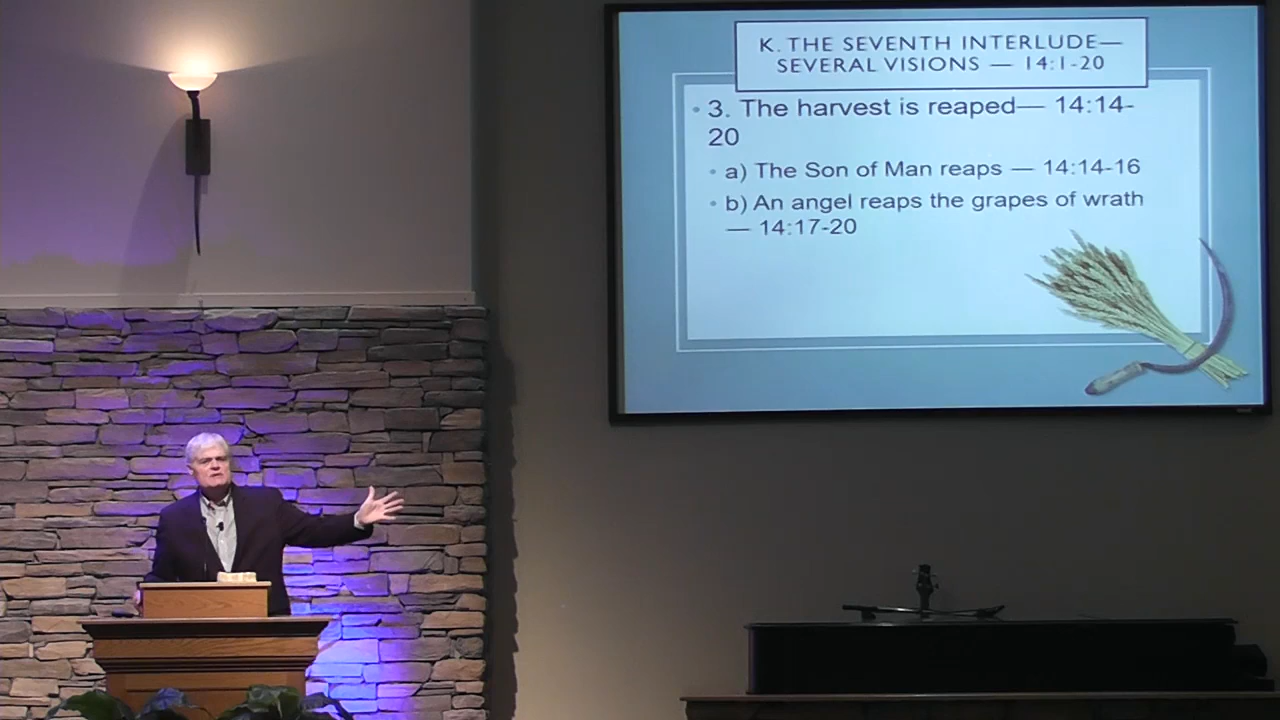 K. THE SEVENTH INTERLUDE—
SEVERAL VISIONS — 14:1-20
• 3. The harvest is reaped— 14:14-
20
• a) The Son of Man reaps — 14:14-16
• b) An angel reaps the grapes of wrath
— 14:17-20